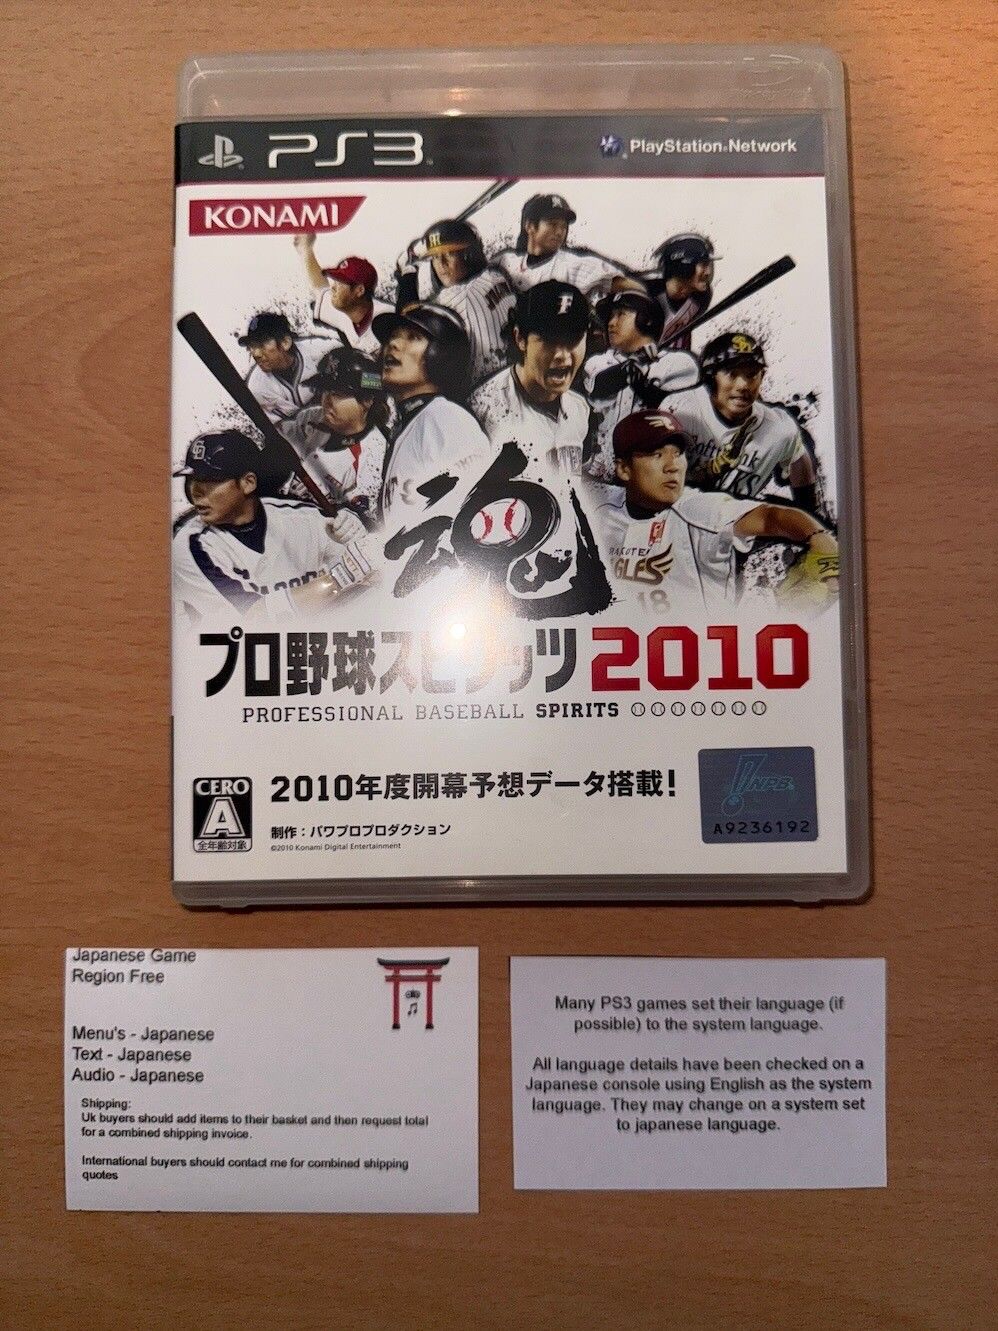 PS3
PlayStation Network
KONAMI
魂
プロ野球スピリッツ2010
PROFESSIONAL BASEBALL SPIRITS
CERO
A
全年齢対象
2010年度開幕予想データ搭載!
制作:パワプロプロダクション
©2010 Konami Digital Entertainment
NPB
A9236192
SoftBank
18
Japanese Game
Region Free
Menu's - Japanese
Text - Japanese
Audio - Japanese
Shipping:
Uk buyers should add items to their basket and then request total
for a combined shipping invoice.
International buyers should contact me for combined shipping
quotes
Many PS3 games set their language (if
possible) to the system language.
All language details have been checked on a
Japanese console using English as the system
language. They may change on a system set
to japanese language.